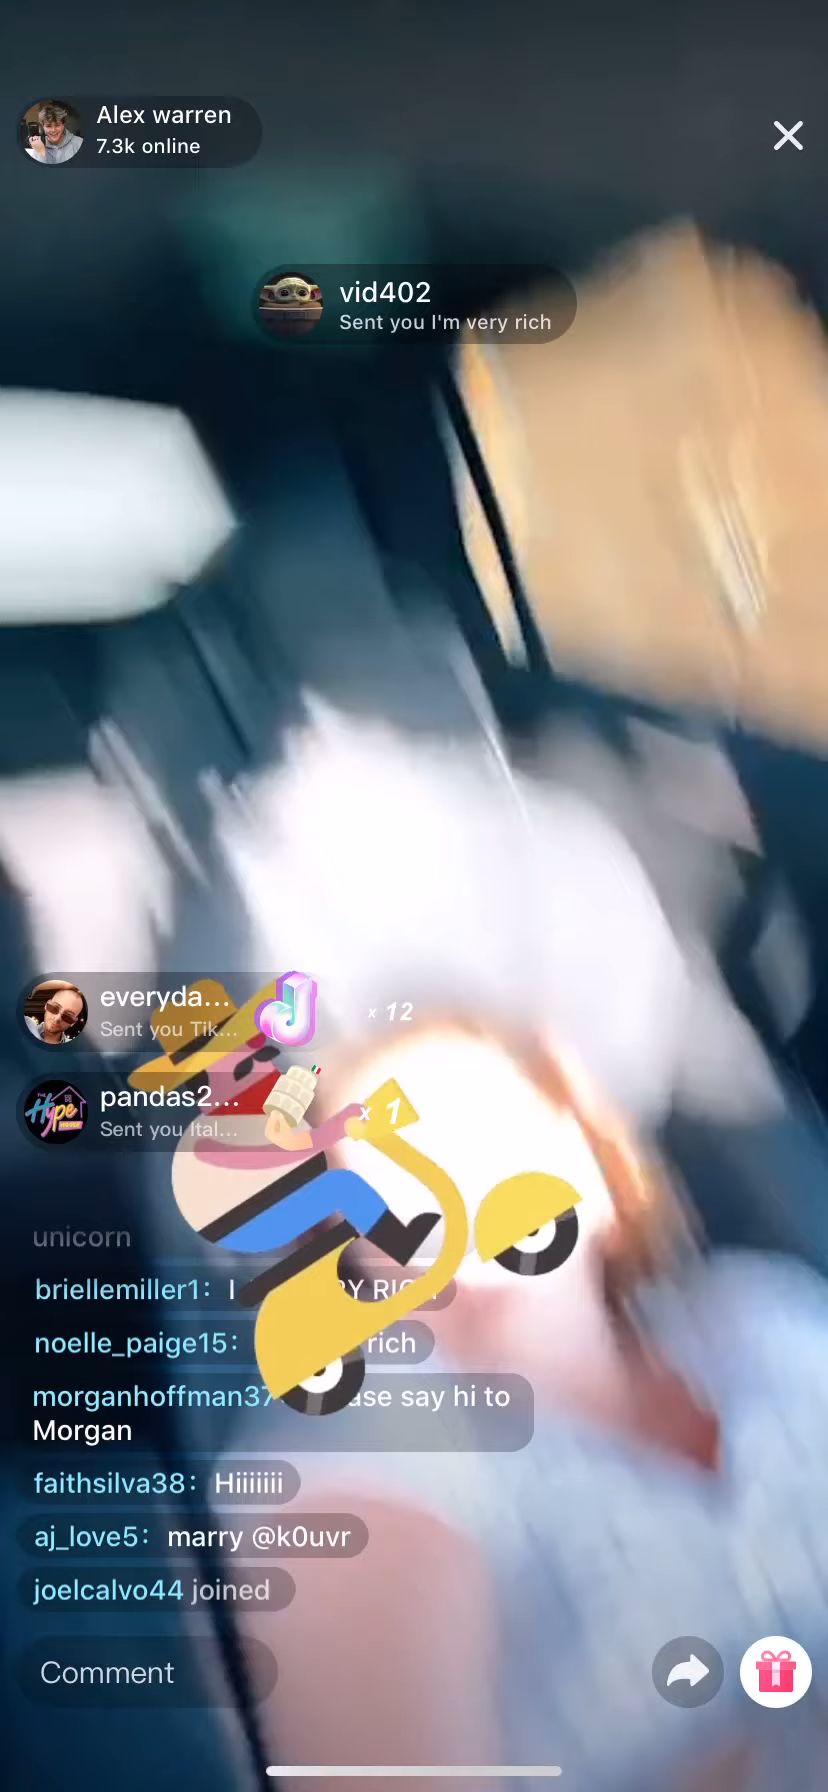 Alex warren
7.3k online
vid402
Sent you I'm very rich
everyda...
Sent you Tik...
x 12
pandas2...
Sent you Ital...
x 1
Hype
unicorn
briellemiller1: I
noelle_paige15: rich
morganhoffman37 say hi to
Morgan
faithsilva38: Hiiiiiii
aj_love5: marry @k0uvr
joelcalvo44 joined
Comment